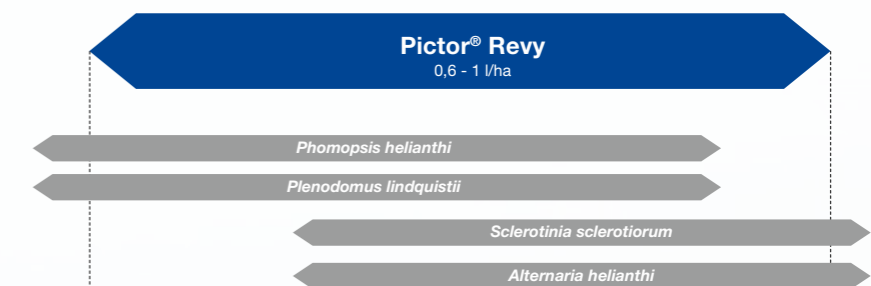 Pictor® Revy
0,6 - 1 l/ha
Phomopsis helianthi
Plenodomus lindquistii
Sclerotinia sclerotiorum
Alternaria helianthi